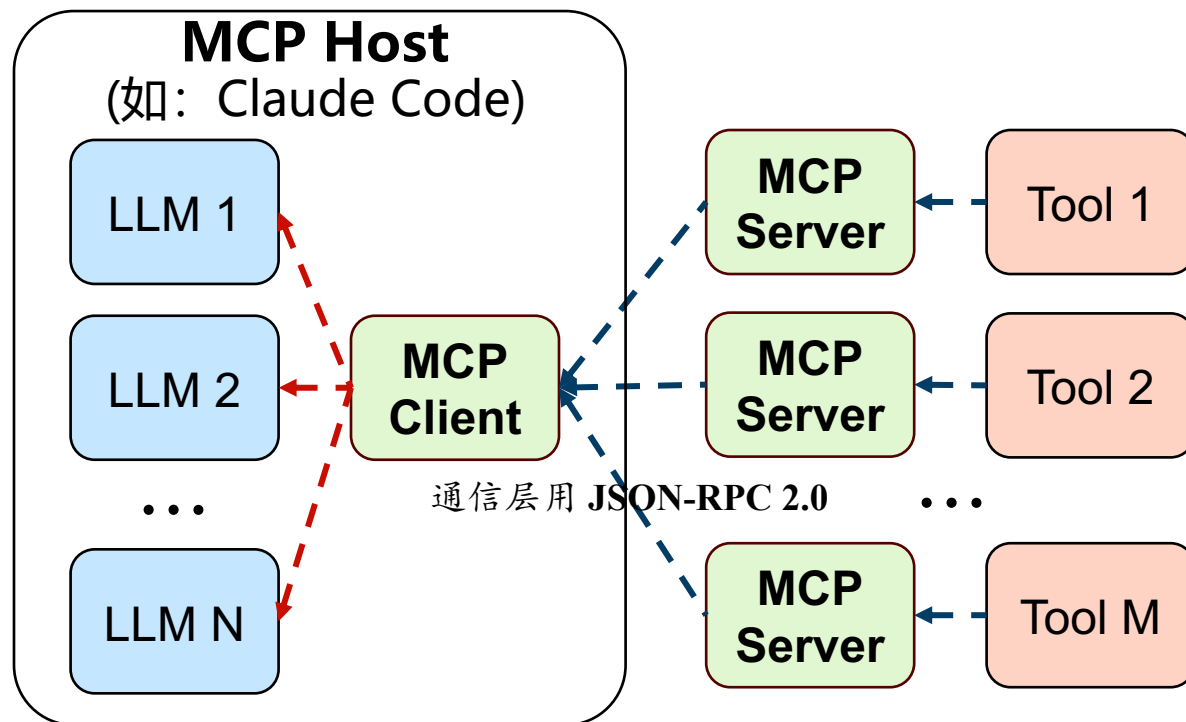 MCP Host
(如：Claude Code)
LLM 1
MCP
Server
Tool 1
LLM 2
MCP
Client
MCP
Server
Tool 2
...
通信层用 JSON-RPC 2.0
...
LLM N
MCP
Server
Tool M